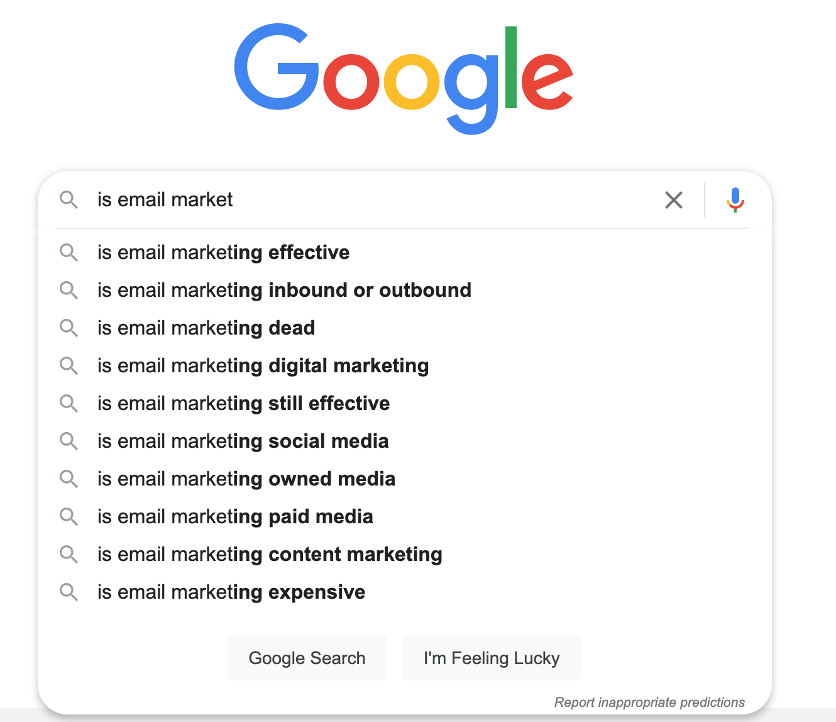 Google
is email market
is email marketing effective
is email marketing inbound or outbound
is email marketing dead
is email marketing digital marketing
is email marketing still effective
is email marketing social media
is email marketing owned media
is email marketing paid media
is email marketing content marketing
is email marketing expensive
Google Search I'm Feeling Lucky
Report inappropriate predictions